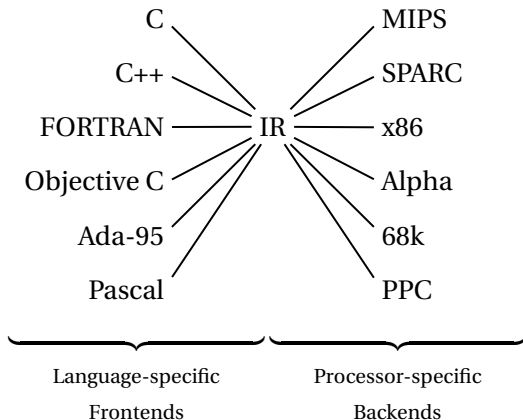 C MIPS
C++ SPARC
FORTRAN IR x86
Objective C Alpha
Ada-95 68k
Pascal PPC
Language-specific Processor-specific
Frontends Backends